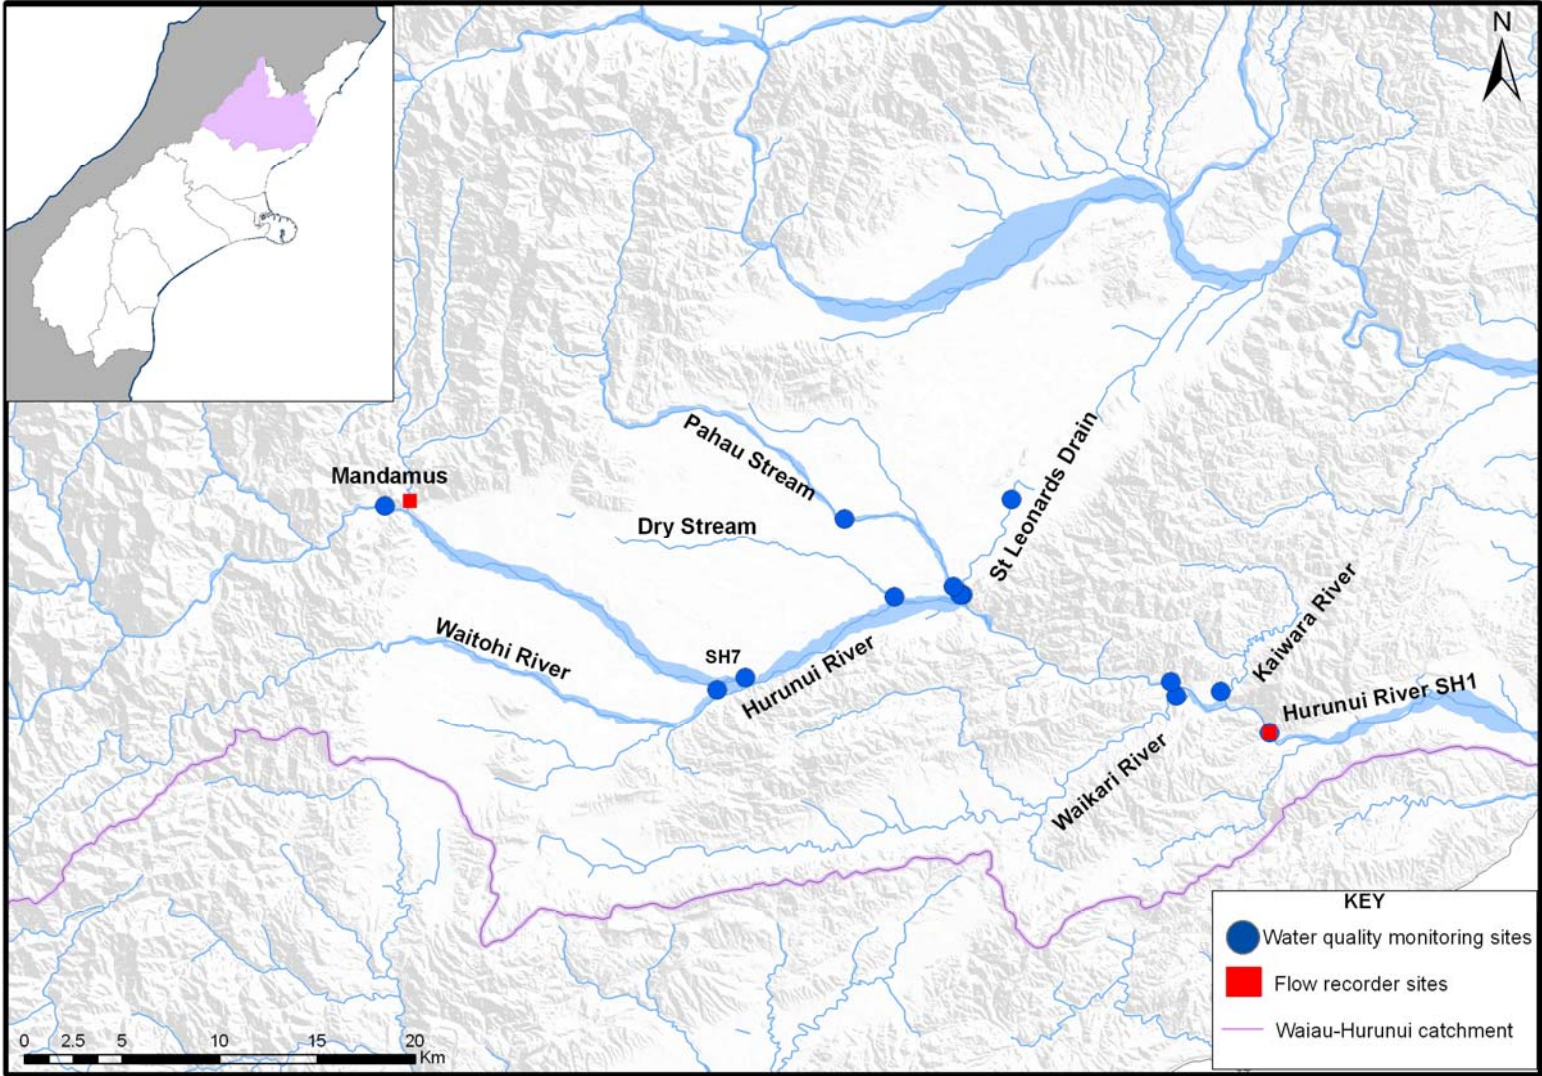 N
Pahau Stream
St Leonards Drain
Mandamus
Dry Stream
Waitohi River
SH7
Hurunui River
Kaiwara River
Hurunui River SH1
Waikari River
KEY
Water quality monitoring sites
Flow recorder sites
Waiau-Hurunui catchment
0 2.5 5 10 15 20
Km